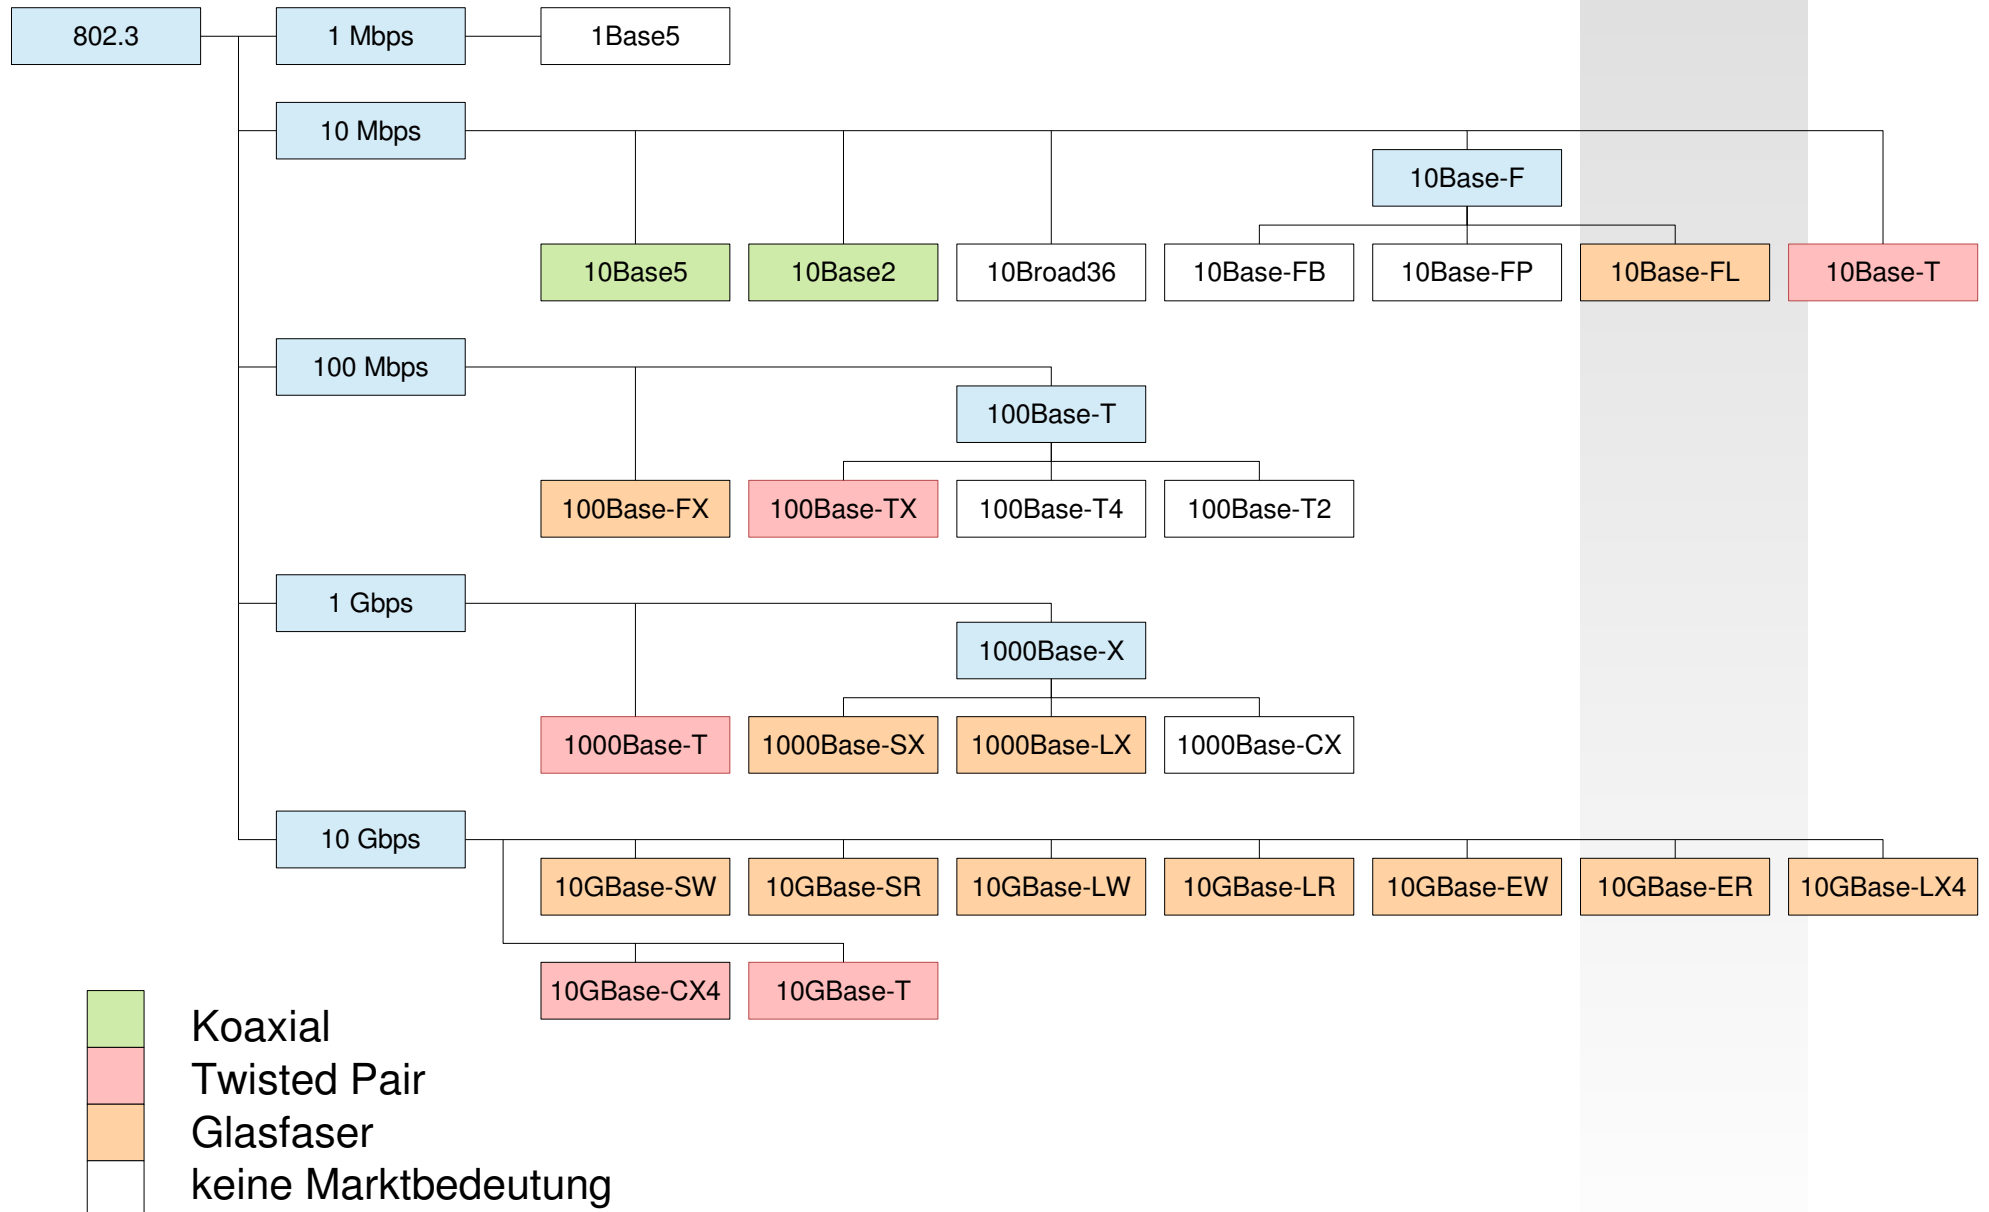 802.3
1 Mbps
1Base5
10 Mbps
10Base-F
10Base5
10Base2
10Broad36
10Base-FB
10Base-FP
10Base-FL
10Base-T
100 Mbps
100Base-T
100Base-FX
100Base-TX
100Base-T4
100Base-T2
1 Gbps
1000Base-X
1000Base-T
1000Base-SX
1000Base-LX
1000Base-CX
10 Gbps
10GBase-SW
10GBase-SR
10GBase-LW
10GBase-LR
10GBase-EW
10GBase-ER
10GBase-LX4
10GBase-CX4
10GBase-T
Koaxial
Twisted Pair
Glasfaser
keine Marktbedeutung